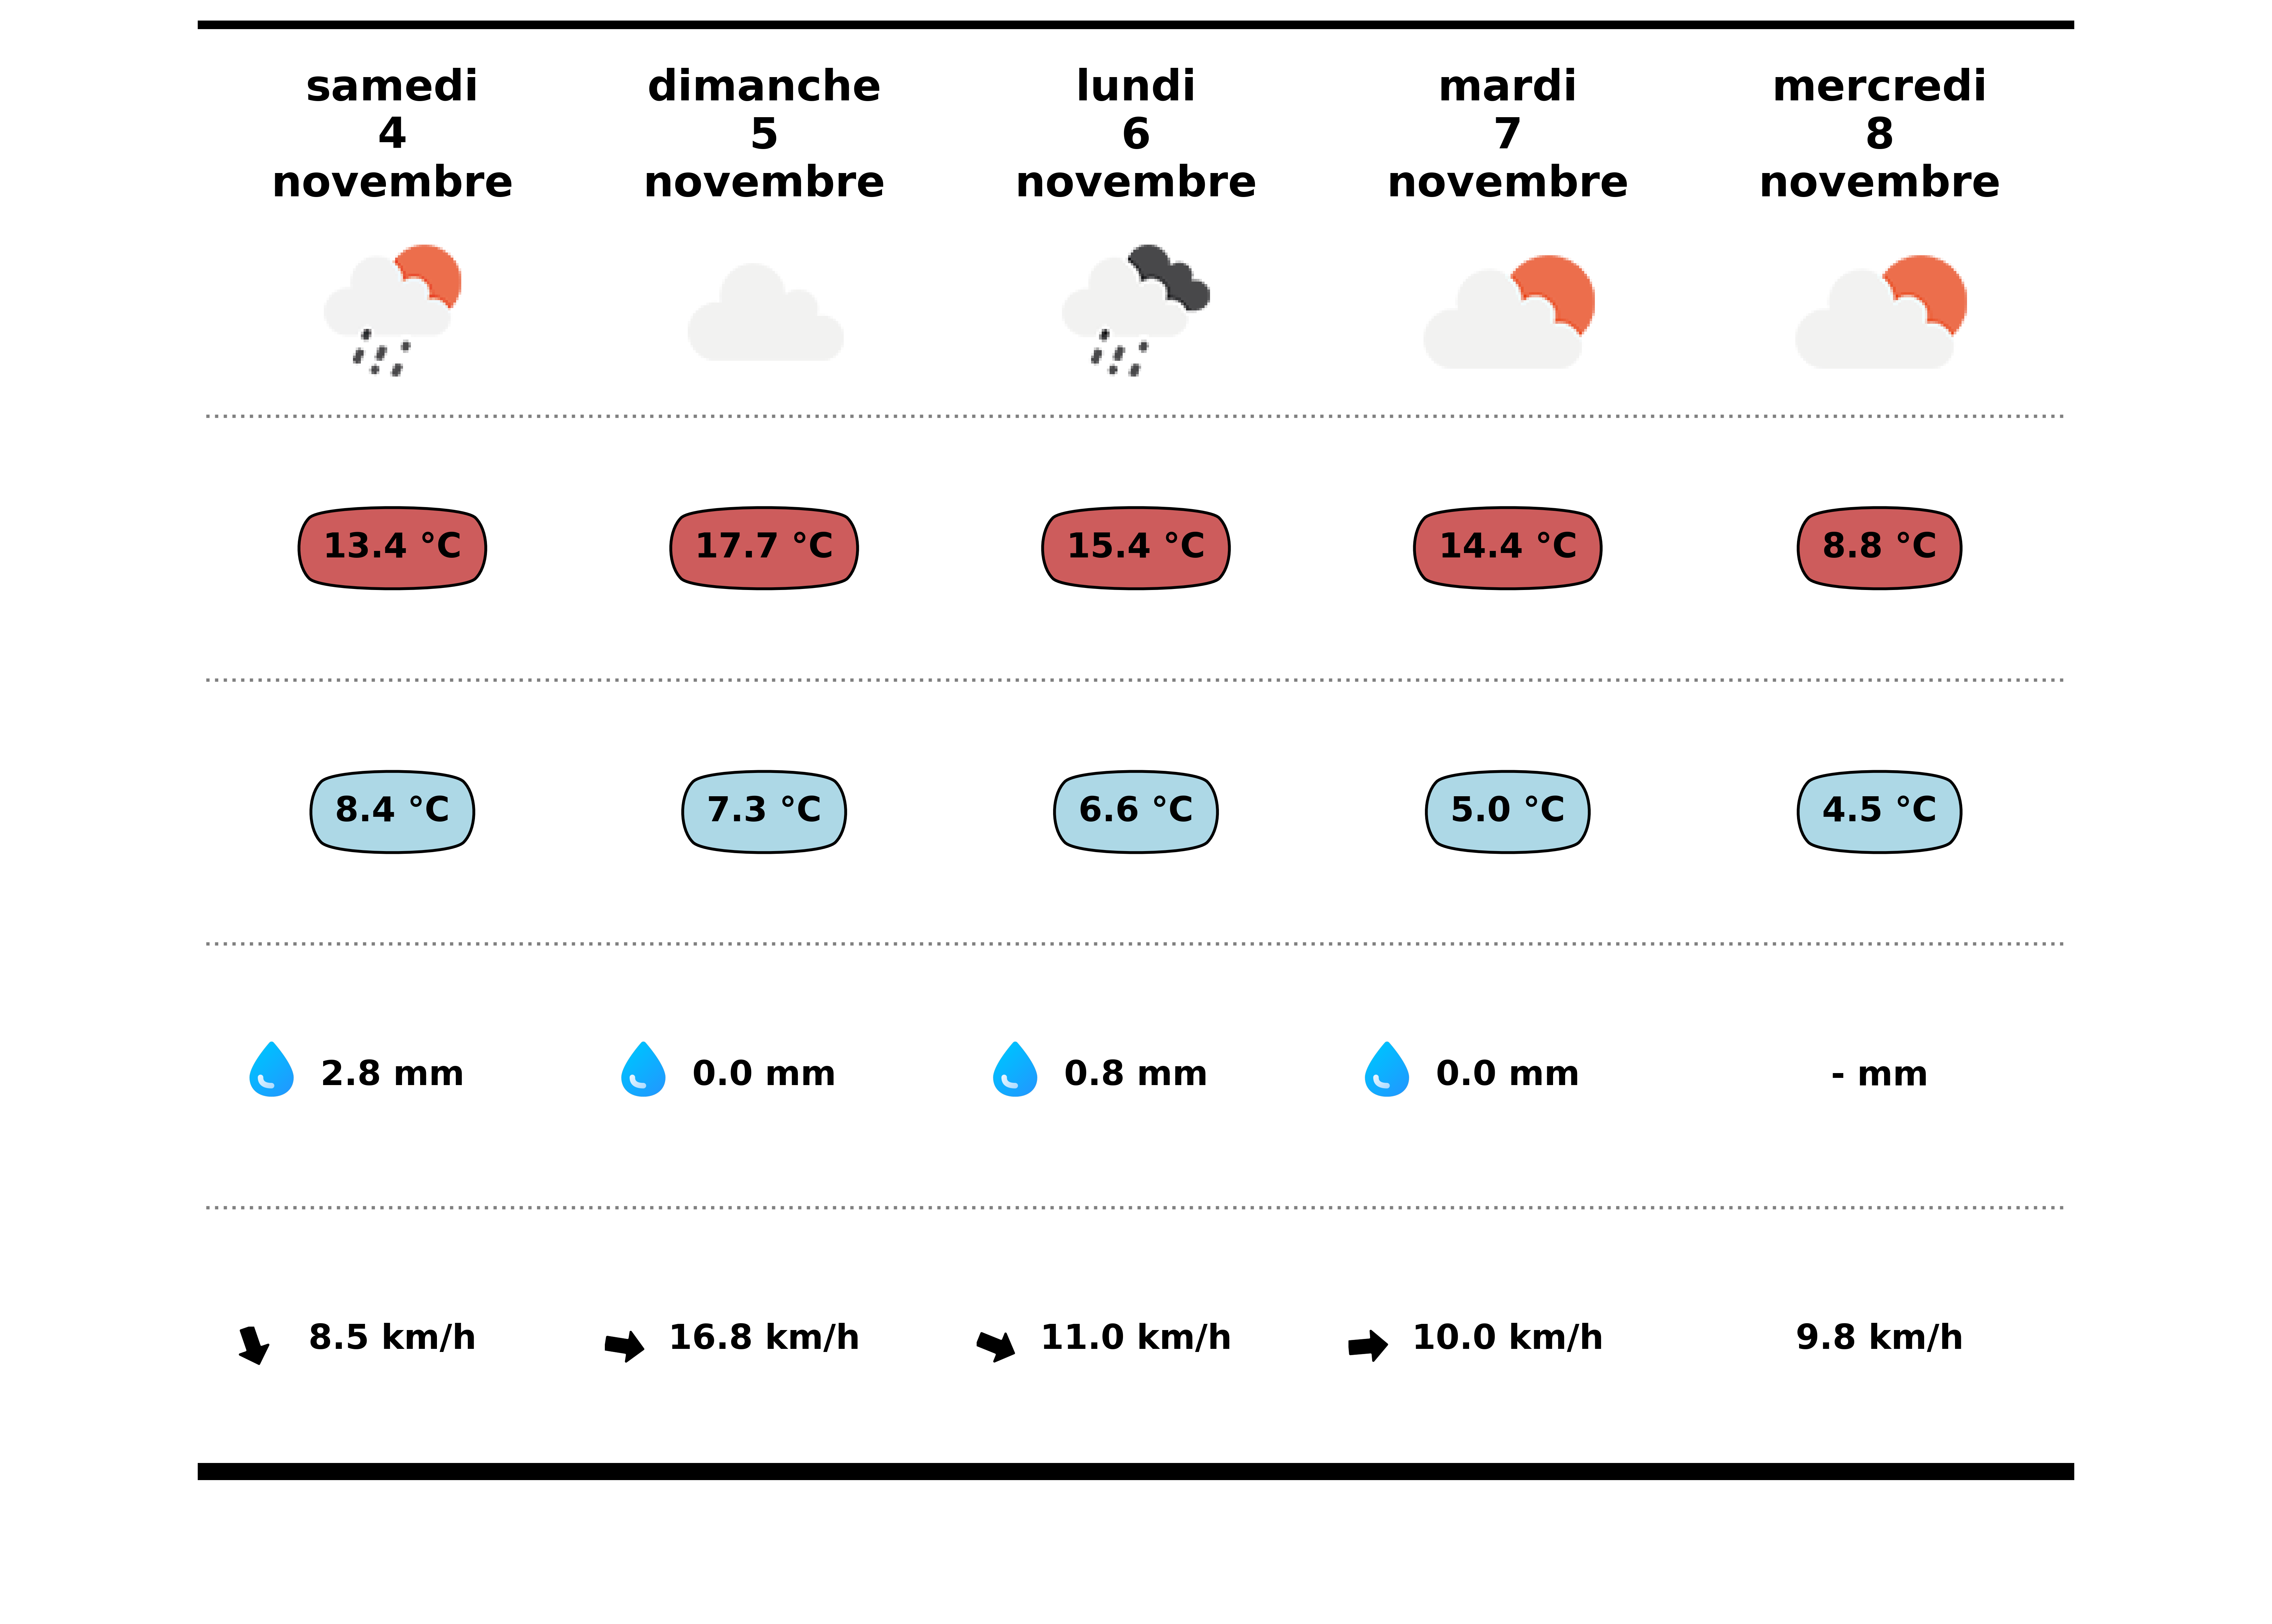 samedi
4
novembre
dimanche
5
novembre
lundi
6
novembre
mardi
7
novembre
mercredi
8
novembre
13.4 °C
17.7 °C
15.4 °C
14.4 °C
8.8 °C
8.4 °C
7.3 °C
6.6 °C
5.0 °C
4.5 °C
2.8 mm
0.0 mm
0.8 mm
0.0 mm
- mm
8.5 km/h
16.8 km/h
11.0 km/h
10.0 km/h
9.8 km/h